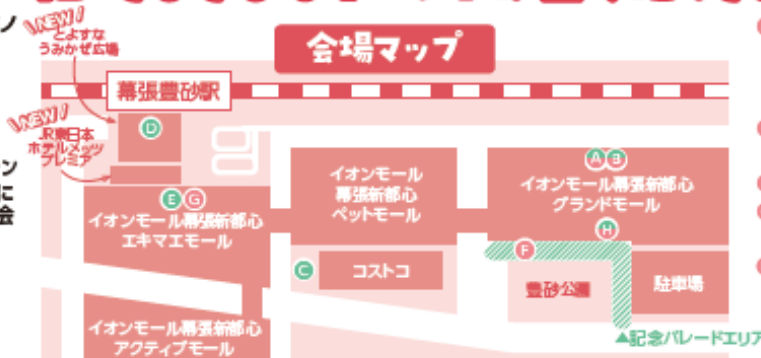 ノ
NEW!
とよすな
うみかぜ広場
会場マップ
幕張豊砂駅
NEW!
JR東日本
ホテルメッツ
プレミア
D
ン
に
会
E G
イオンモール幕張新都心
エキマエモール
イオンモール
幕張新都心
ペットモール
A B
イオンモール幕張新都心
グランドモール
H
F
C
コストコ
豊砂公園
駐車場
イオンモール幕張新都心
アクティブモール
▲記念パレードエリア